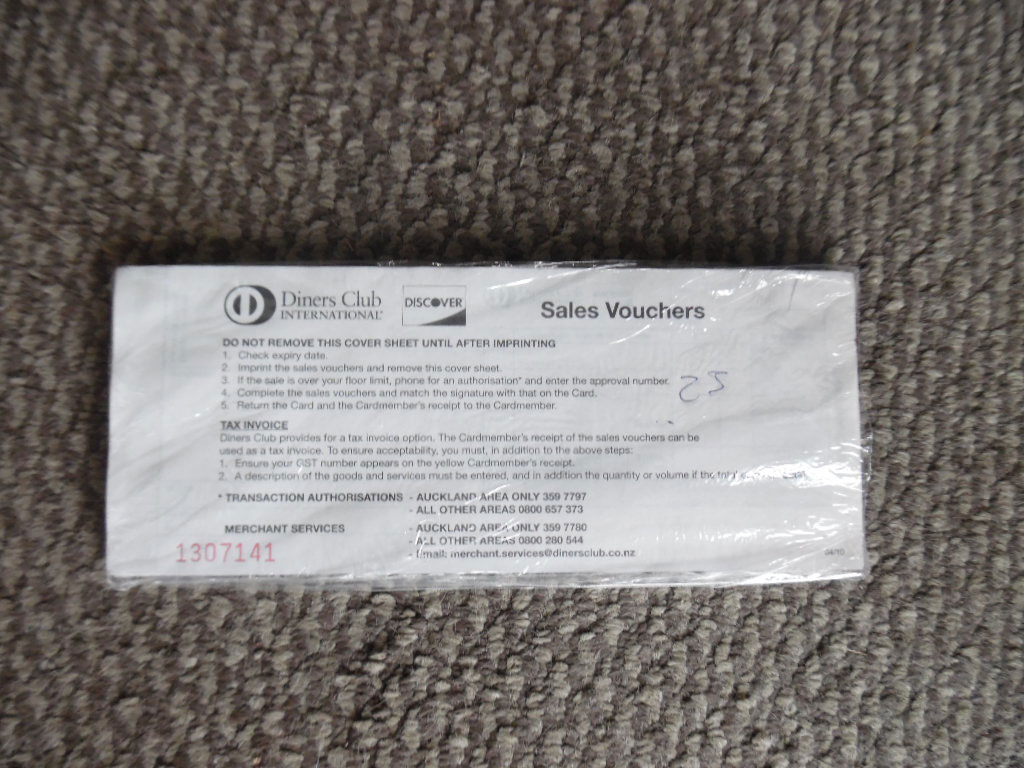 Diners Club
INTERNATIONAL®
DISCOVER
Sales Vouchers
DO NOT REMOVE THIS COVER SHEET UNTIL AFTER IMPRINTING
1. Check expiry date.
2. Imprint the sales vouchers and remove this cover sheet.
3. If the sale is over your floor limit, phone for an authorisation* and enter the approval number.
4. Complete the sales vouchers and match the signature with that on the Card.
5. Return the Card and the Cardmember's receipt to the Cardmember.
25
TAX INVOICE
Diners Club provides for a tax invoice option. The Cardmember's receipt of the sales vouchers can be
used as a tax invoice. To ensure acceptability, you must, in addition to the above steps:
1. Ensure your GST number appears on the yellow Cardmember's receipt.
2. A description of the goods and services must be entered, and in addition the quantity or volume if the total
* TRANSACTION AUTHORISATIONS - AUCKLAND AREA ONLY 359 7797
- ALL OTHER AREAS 0800 657 373
MERCHANT SERVICES - AUCKLAND AREA ONLY 359 7780
- ALL OTHER AREAS 0800 280 544
- Email: merchant.services@dinersclub.co.nz
1307141
04/10